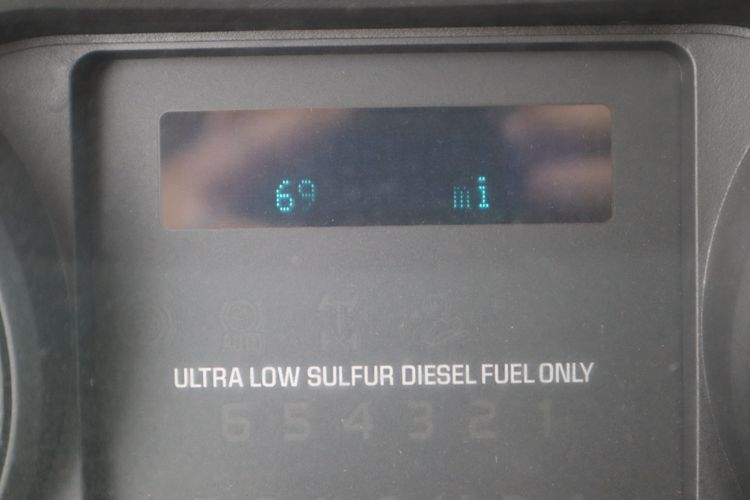 69 mi
ULTRA LOW SULFUR DIESEL FUEL ONLY
6 5 4 3 2 1